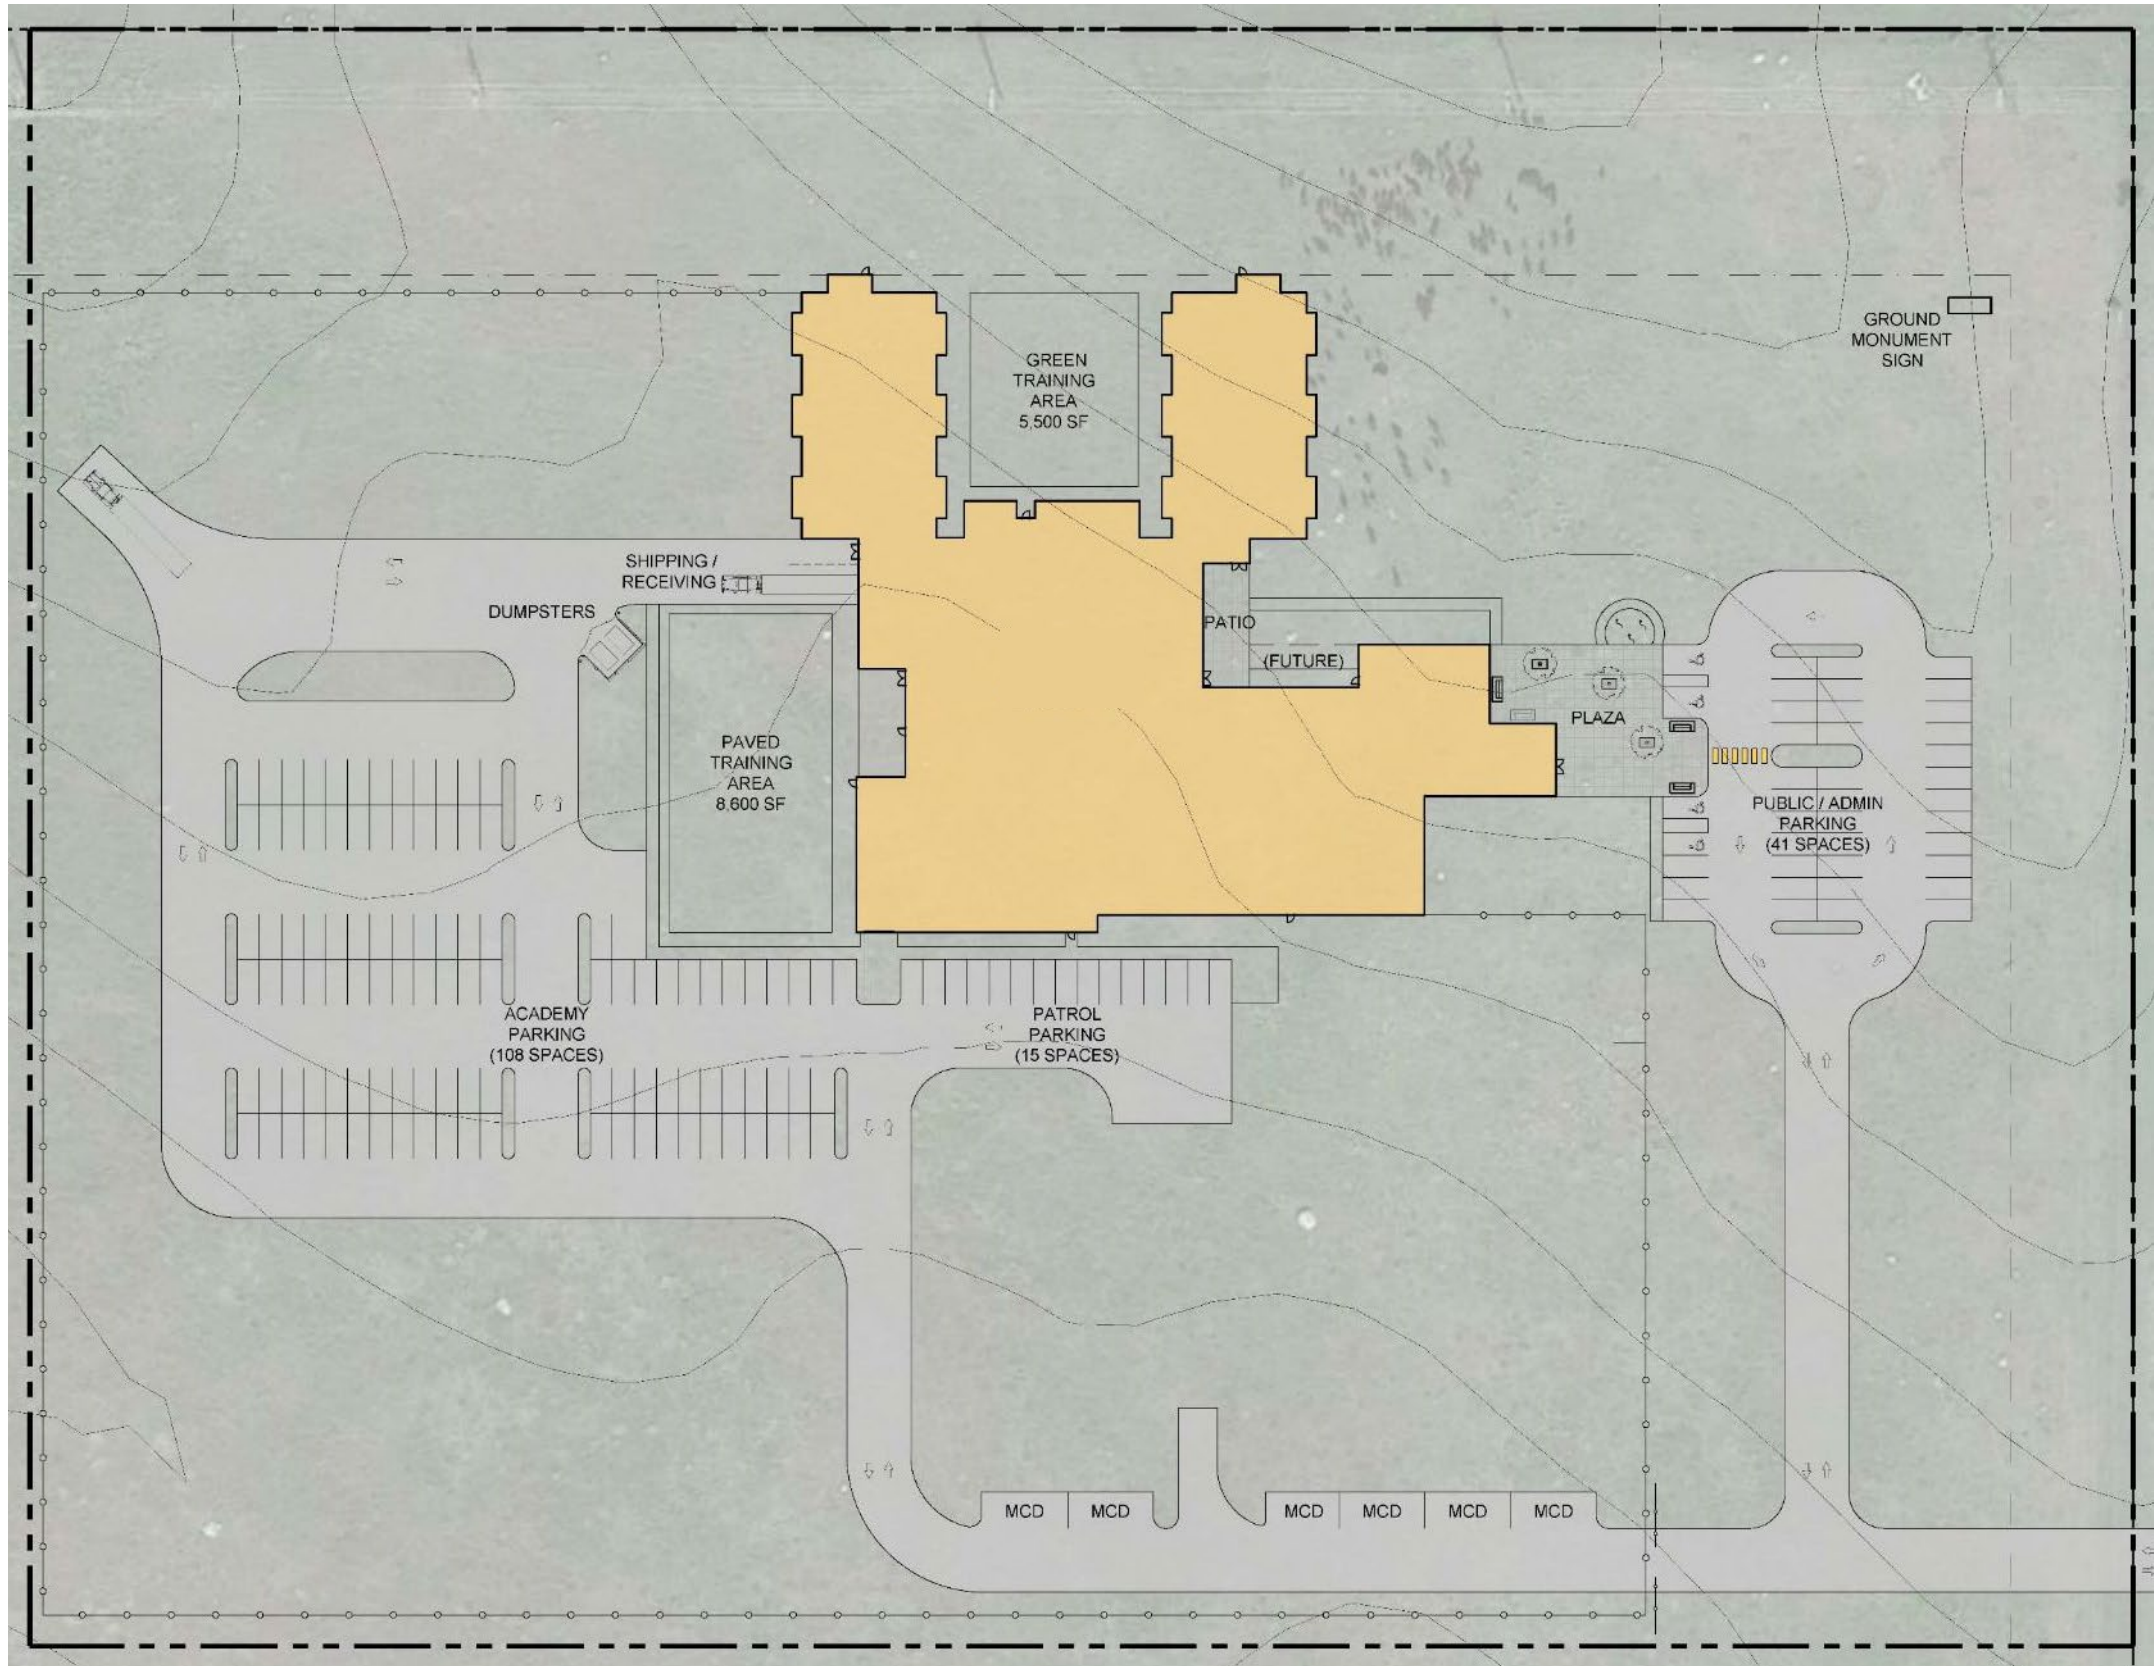 GROUND
MONUMENT
SIGN
GREEN
TRAINING
AREA
5,500 SF
SHIPPING /
RECEIVING
DUMPSTERS
PATIO
(FUTURE)
PLAZA
PAVED
TRAINING
AREA
8,600 SF
PUBLIC / ADMIN
PARKING
(41 SPACES)
ACADEMY
PARKING
(108 SPACES)
PATROL
PARKING
(15 SPACES)
MCD
MCD
MCD
MCD
MCD
MCD